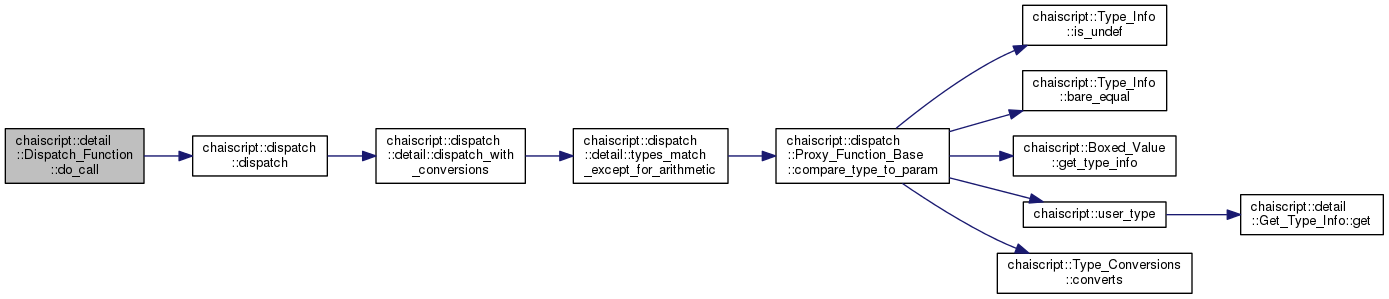 chaiscript::detail
::Dispatch_Function
::do_call
chaiscript::dispatch
::dispatch
chaiscript::dispatch
::detail::dispatch_with
_conversions
chaiscript::dispatch
::detail::types_match
_except_for_arithmetic
chaiscript::dispatch
::Proxy_Function_Base
::compare_type_to_param
chaiscript::Type_Info
::is_undef
chaiscript::Type_Info
::bare_equal
chaiscript::Boxed_Value
::get_type_info
chaiscript::user_type
chaiscript::detail
::Get_Type_Info::get
chaiscript::Type_Conversions
::converts